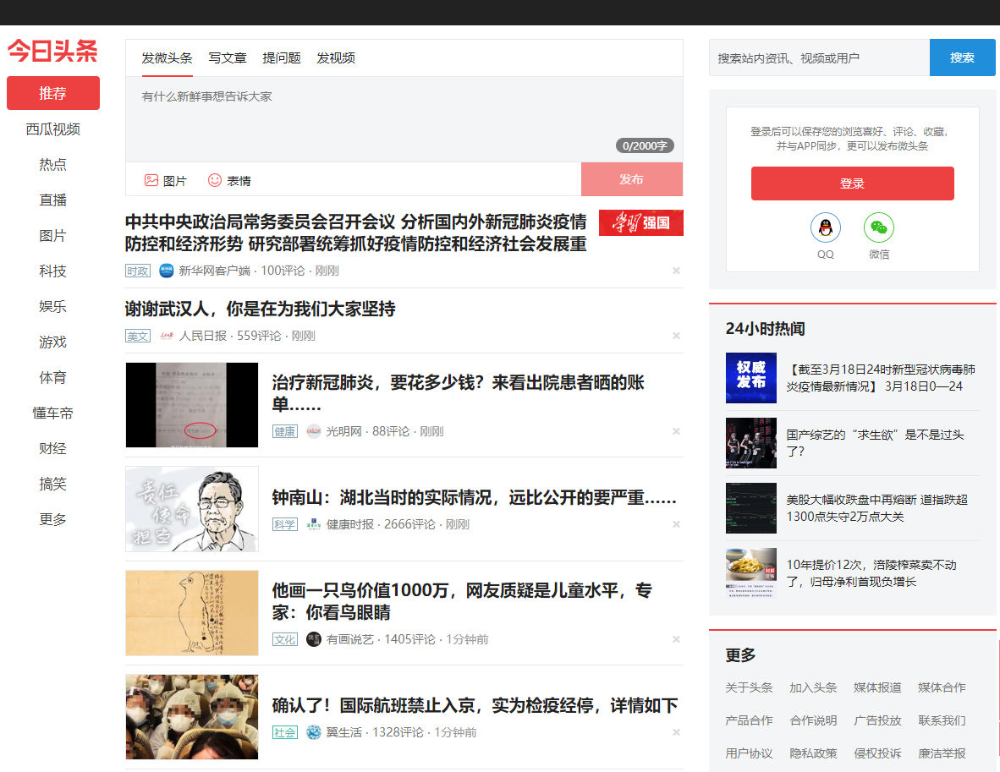 今日头条
推荐
西瓜视频
热点
直播
图片
科技
娱乐
游戏
体育
懂车帝
财经
搞笑
更多
发微头条 写文章 提问题 发视频
有什么新鲜事想告诉大家
0/2000字
图片 表情 发布
中共中央政治局常务委员会召开会议 分析国内外新冠肺炎疫情
防控和经济形势 研究部署统筹抓好疫情防控和经济社会发展重
学习强国
时政 新华网客户端 · 100评论 · 刚刚
谢谢武汉人，你是在为我们大家坚持
美文 人民日报 · 559评论 · 刚刚
治疗新冠肺炎，要花多少钱？来看出院患者晒的账
单……
健康 光明网 · 88评论 · 刚刚
责任
使命
担当
钟南山：湖北当时的实际情况，远比公开的要严重……
科学 健康时报 · 2666评论 · 刚刚
他画一只鸟价值1000万，网友质疑是儿童水平，专
家：你看鸟眼睛
文化 有画说艺 · 1405评论 · 1分钟前
确认了！国际航班禁止入京，实为检疫经停，详情如下
社会 翼生活 · 1328评论 · 1分钟前
搜索站内资讯、视频或用户 搜索
登录后可以保存您的浏览喜好、评论、收藏，
并与APP同步，更可以发布微头条
登录
QQ 微信
24小时热闻
权威
发布
【截至3月18日24时新型冠状病毒肺
炎疫情最新情况】 3月18日0—24
国产综艺的“求生欲”是不是过头
了？
美股大幅收跌盘中再熔断 道指跌超
1300点失守2万点大关
10年提价12次，涪陵榨菜卖不动
了，归母净利首现负增长
更多
关于头条 加入头条 媒体报道 媒体合作
产品合作 合作说明 广告投放 联系我们
用户协议 隐私政策 侵权投诉 廉洁举报